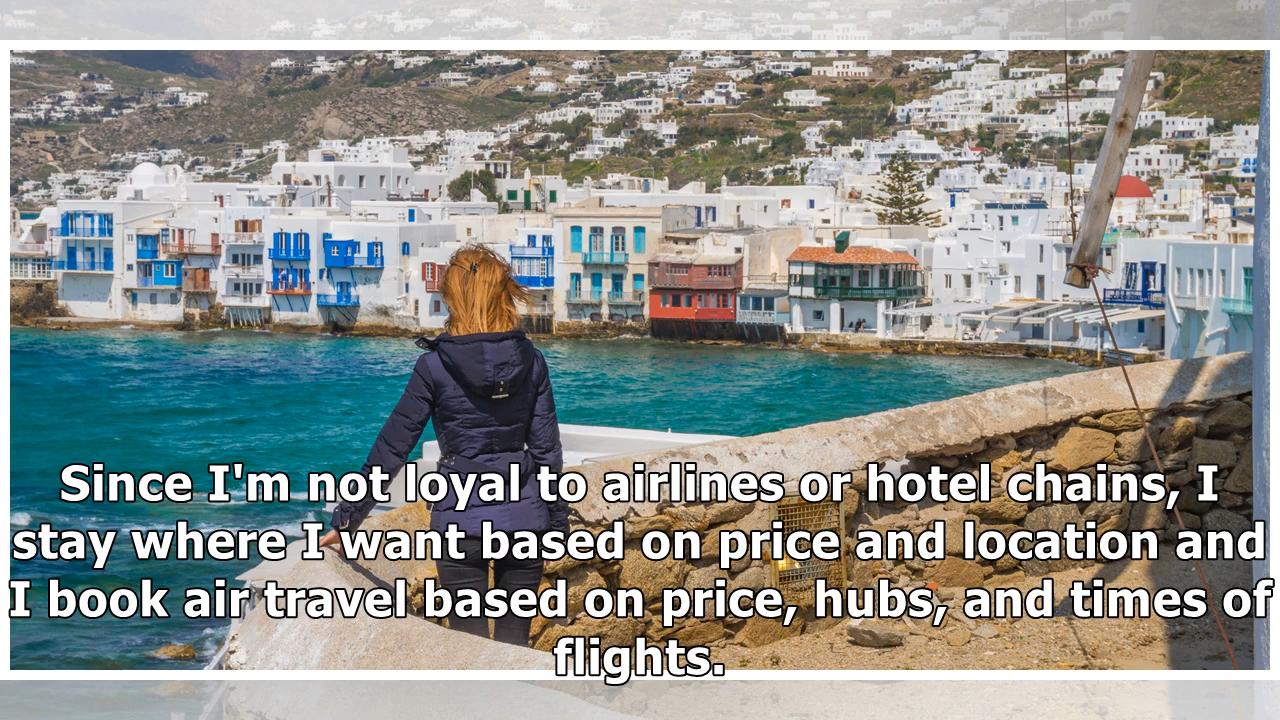 Since I'm not loyal to airlines or hotel chains, I
stay where I want based on price and location and
I book air travel based on price, hubs, and times of
flights.